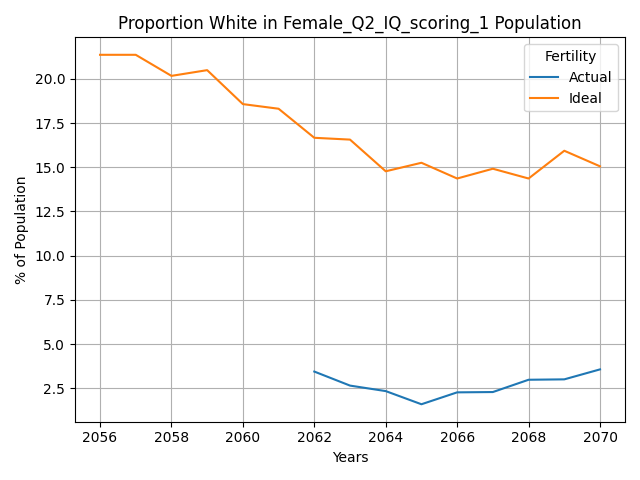 Proportion White in Female_Q2_IQ_scoring_1 Population
Fertility
Actual
Ideal
% of Population
20.0
17.5
15.0
12.5
10.0
7.5
5.0
2.5
2056 2058 2060 2062 2064 2066 2068 2070
Years